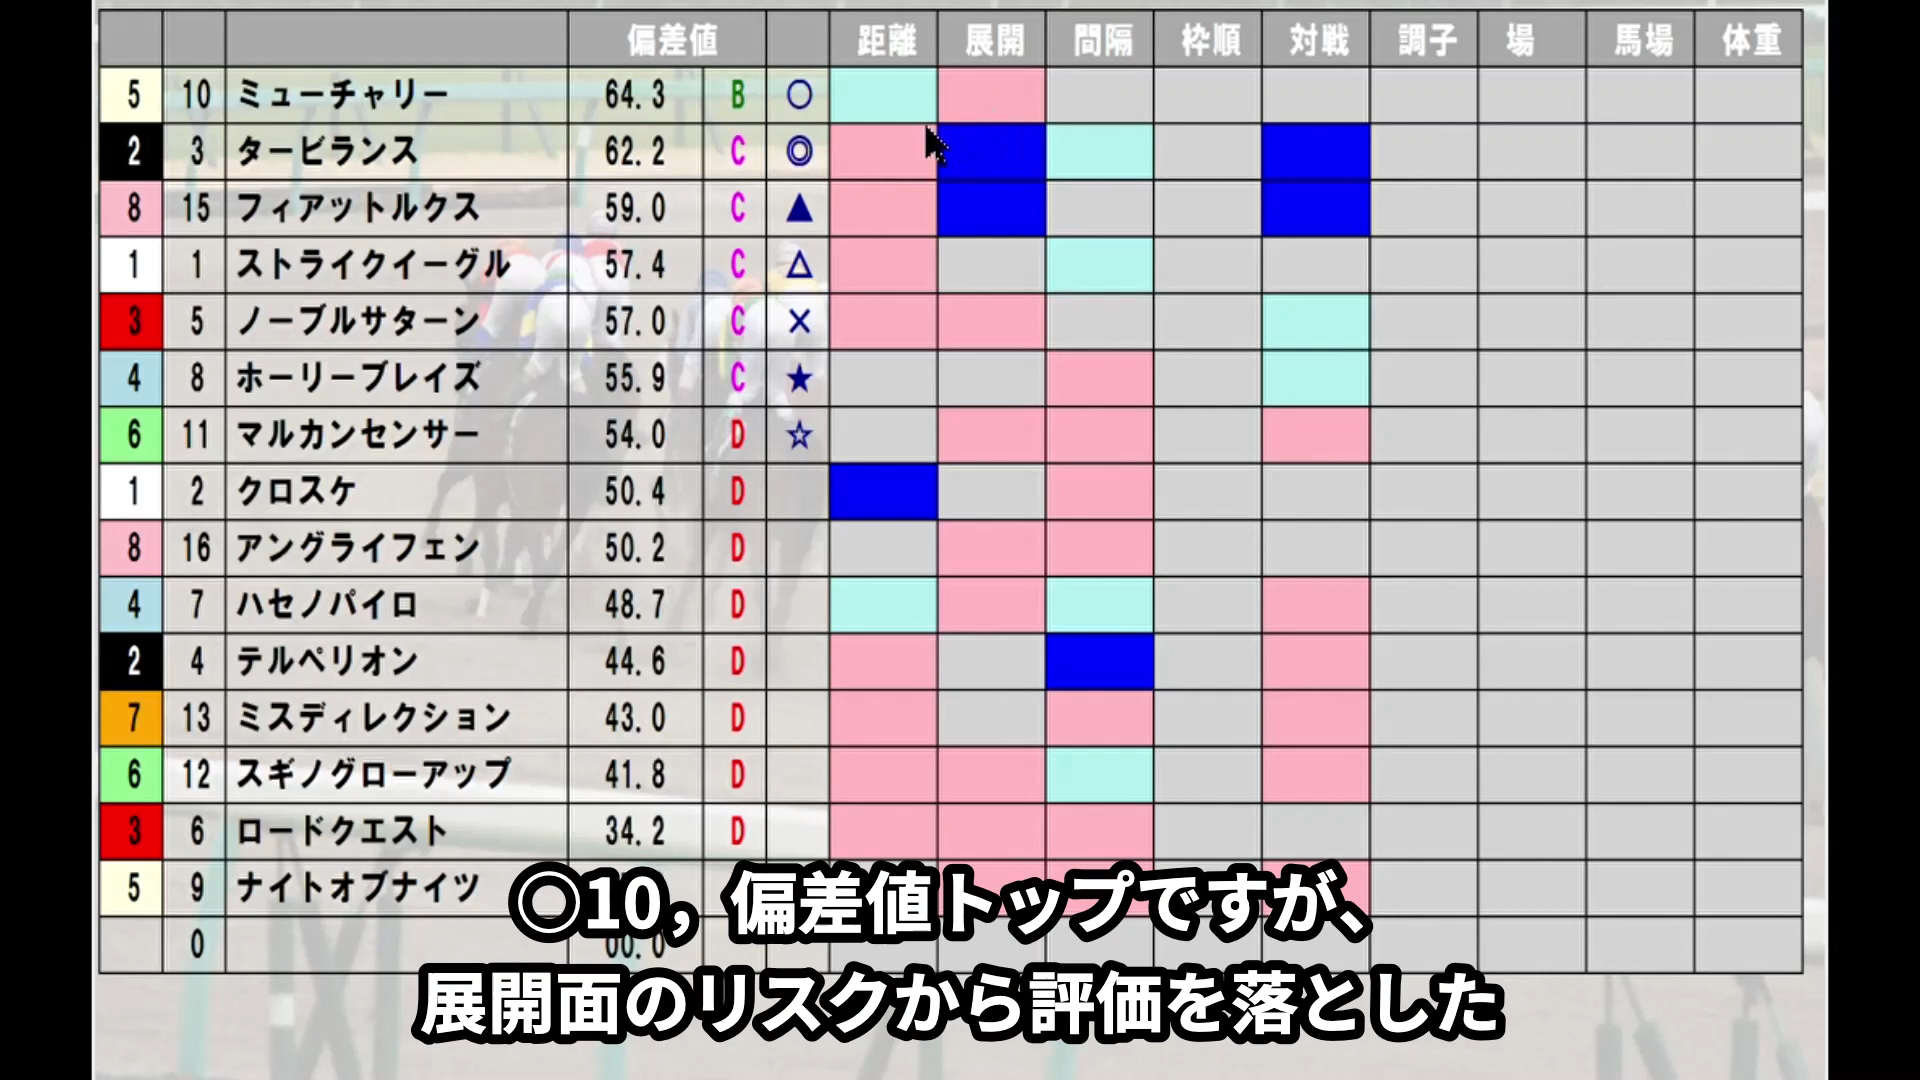 偏差値 距離 展開 間隔 枠順 対戦 調子 場 馬場 体重
5 10 ミューチャリー 64.3 B ○
2 3 タービランス 62.2 C ◎
8 15 フィアットルクス 59.0 C ▲
1 1 ストライクイーグル 57.4 C △
3 5 ノーブルサターン 57.0 C ×
4 8 ホーリーブレイズ 55.9 C ★
6 11 マルカンセンサー 54.0 D ☆
1 2 クロスケ 50.4 D
8 16 アングライフェン 50.2 D
4 7 ハセノパイロ 48.7 D
2 4 テルペリオン 44.6 D
7 13 ミスディレクション 43.0 D
6 12 スギノグローアップ 41.8 D
3 6 ロードクエスト 34.2 D
5 9 ナイトオブナイツ
0 00.0
○10，偏差値トップですが、
展開面のリスクから評価を落とした